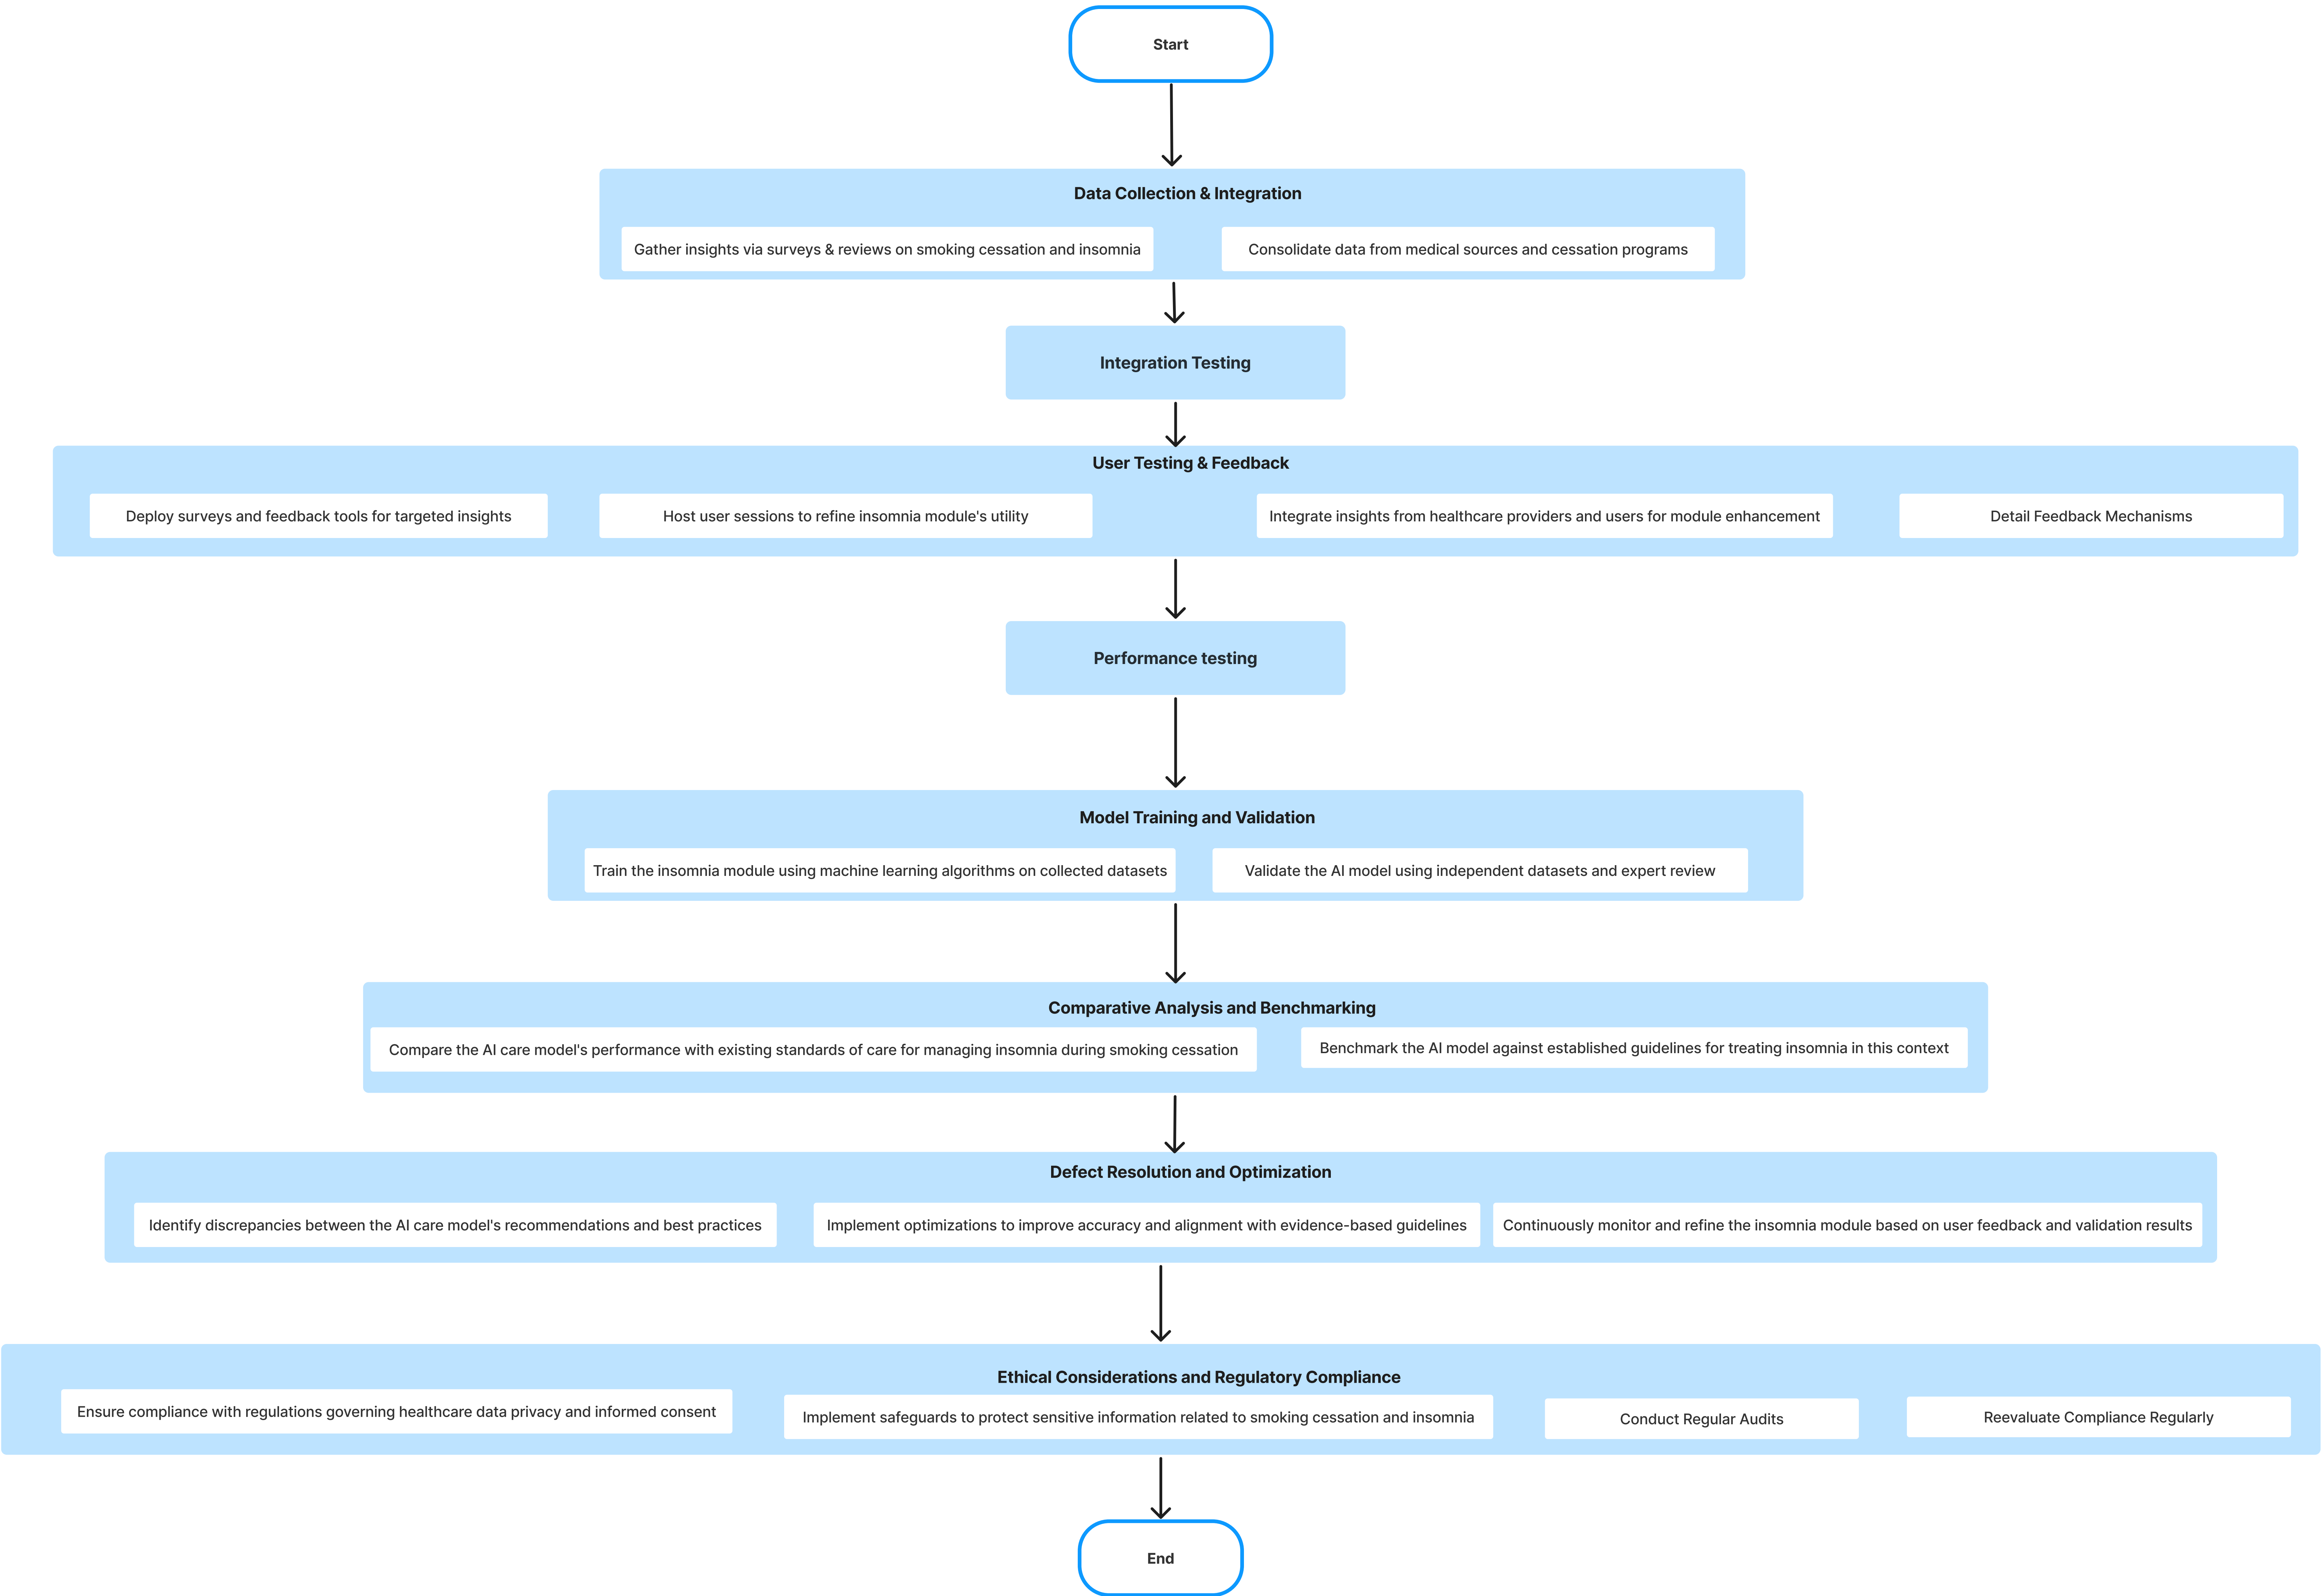 Start
Data Collection & Integration
Gather insights via surveys & reviews on smoking cessation and insomnia
Consolidate data from medical sources and cessation programs
Integration Testing
User Testing & Feedback
Deploy surveys and feedback tools for targeted insights
Host user sessions to refine insomnia module's utility
Integrate insights from healthcare providers and users for module enhancement
Detail Feedback Mechanisms
Performance testing
Model Training and Validation
Train the insomnia module using machine learning algorithms on collected datasets
Validate the AI model using independent datasets and expert review
Comparative Analysis and Benchmarking
Compare the AI care model's performance with existing standards of care for managing insomnia during smoking cessation
Benchmark the AI model against established guidelines for treating insomnia in this context
Defect Resolution and Optimization
Identify discrepancies between the AI care model's recommendations and best practices
Implement optimizations to improve accuracy and alignment with evidence-based guidelines
Continuously monitor and refine the insomnia module based on user feedback and validation results
Ethical Considerations and Regulatory Compliance
Ensure compliance with regulations governing healthcare data privacy and informed consent
Implement safeguards to protect sensitive information related to smoking cessation and insomnia
Conduct Regular Audits
Reevaluate Compliance Regularly
End